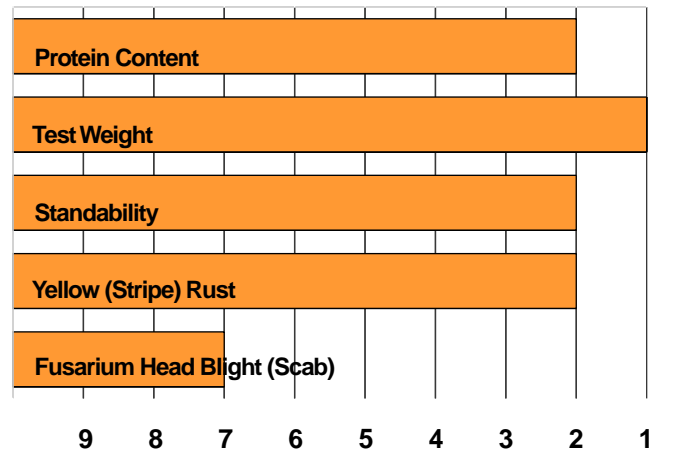 Protein Content
Test Weight
Standability
Yellow (Stripe) Rust
Fusarium Head Blight (Scab)
9 8 7 6 5 4 3 2 1